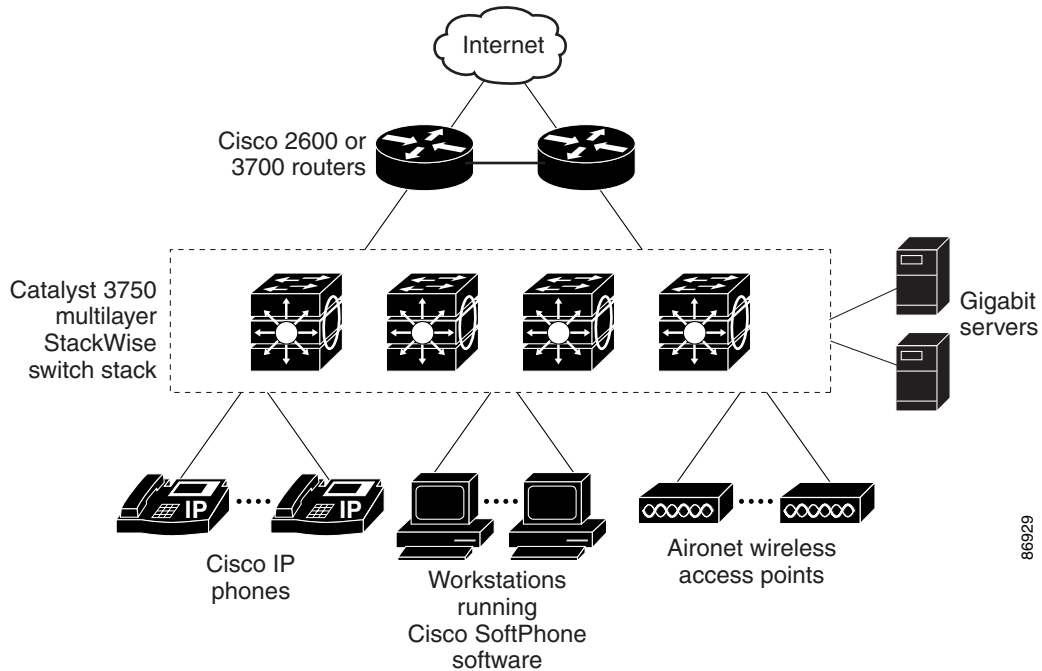 Internet
Cisco 2600 or
3700 routers
Catalyst 3750
multilayer
StackWise
switch stack
Gigabit
servers
IP
IP
Cisco IP
phones
Workstations
running
Cisco SoftPhone
software
Aironet wireless
access points
86929